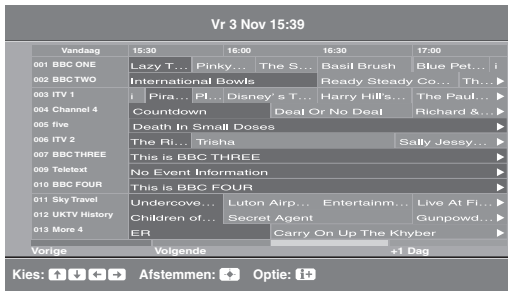 Vr 3 Nov 15:39
Vandaag 15:30 16:00 16:30 17:00
001 BBC ONE Lazy T... Pinky... The S... Basil Brush Blue Pet... i
002 BBC TWO International Bowls Ready Steady Co... Th...
003 ITV 1 i Pira... Pl... Disney's T... Harry Hill's... The Paul...
004 Channel 4 Countdown Deal Or No Deal Richard &...
005 five Death In Small Doses
006 ITV 2 The Ri... Trisha Sally Jessy...
007 BBC THREE This is BBC THREE
009 Teletext No Event Information
010 BBC FOUR This is BBC FOUR
011 Sky Travel Undercove... Luton Airp... Entertainm... Live At Fi...
012 UKTV History Children of... Secret Agent Gunpowd...
013 More 4 ER Carry On Up The Khyber
Vorige Volgende +1 Dag
Kies: Afstemmen: Optie: i+